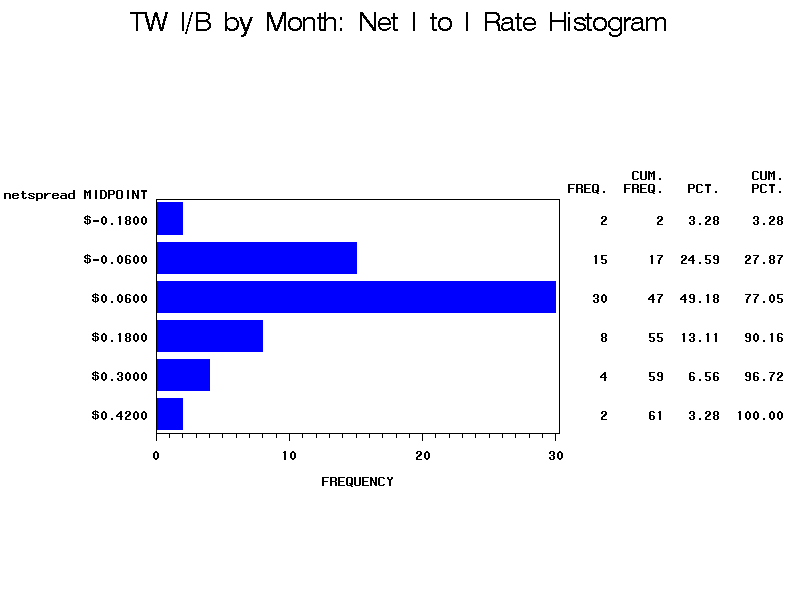 TW I/B by Month: Net I to I Rate Histogram
CUM. CUM.
netspread MIDPOINT FREQ. FREQ. PCT. PCT.
$-0.1800 2 2 3.28 3.28
$-0.0600 15 17 24.59 27.87
$0.0600 30 47 49.18 77.05
$0.1800 8 55 13.11 90.16
$0.3000 4 59 6.56 96.72
$0.4200 2 61 3.28 100.00
0 10 20 30
FREQUENCY